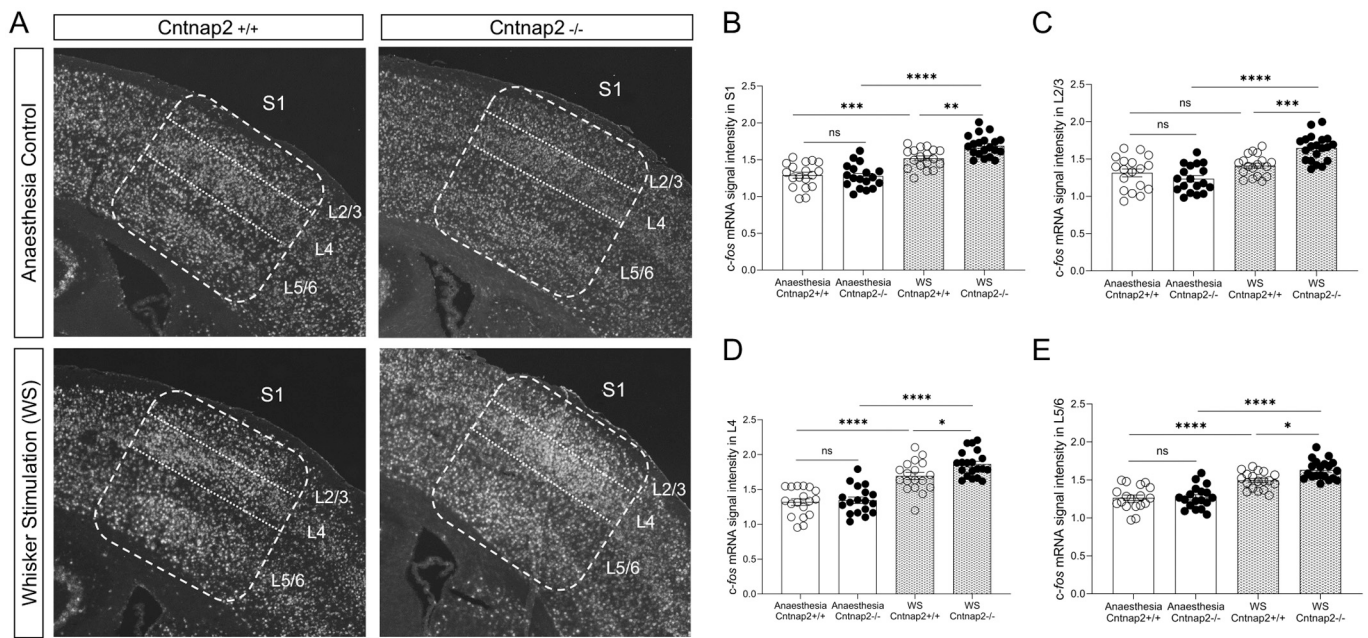 A
Cntnap2 +/+
Cntnap2 -/-
Anaesthesia Control
S1
L2/3
L4
L5/6
S1
L2/3
L4
L5/6
Whisker Stimulation (WS)
S1
L2/3
L4
L5/6
S1
L2/3
L4
L5/6
B
c-fos mRNA signal intensity in S1
2.5
2.0
1.5
1.0
0.5
0.0
****
***
**
ns
Anaesthesia Cntnap2+/+
Anaesthesia Cntnap2-/-
WS Cntnap2+/+
WS Cntnap2-/-
C
c-fos mRNA signal intensity in L2/3
2.5
2.0
1.5
1.0
0.5
0.0
****
ns
***
ns
Anaesthesia Cntnap2+/+
Anaesthesia Cntnap2-/-
WS Cntnap2+/+
WS Cntnap2-/-
D
c-fos mRNA signal intensity in L4
2.5
2.0
1.5
1.0
0.5
0.0
****
****
*
ns
Anaesthesia Cntnap2+/+
Anaesthesia Cntnap2-/-
WS Cntnap2+/+
WS Cntnap2-/-
E
c-fos mRNA signal intensity in L5/6
2.5
2.0
1.5
1.0
0.5
0.0
****
****
*
ns
Anaesthesia Cntnap2+/+
Anaesthesia Cntnap2-/-
WS Cntnap2+/+
WS Cntnap2-/-